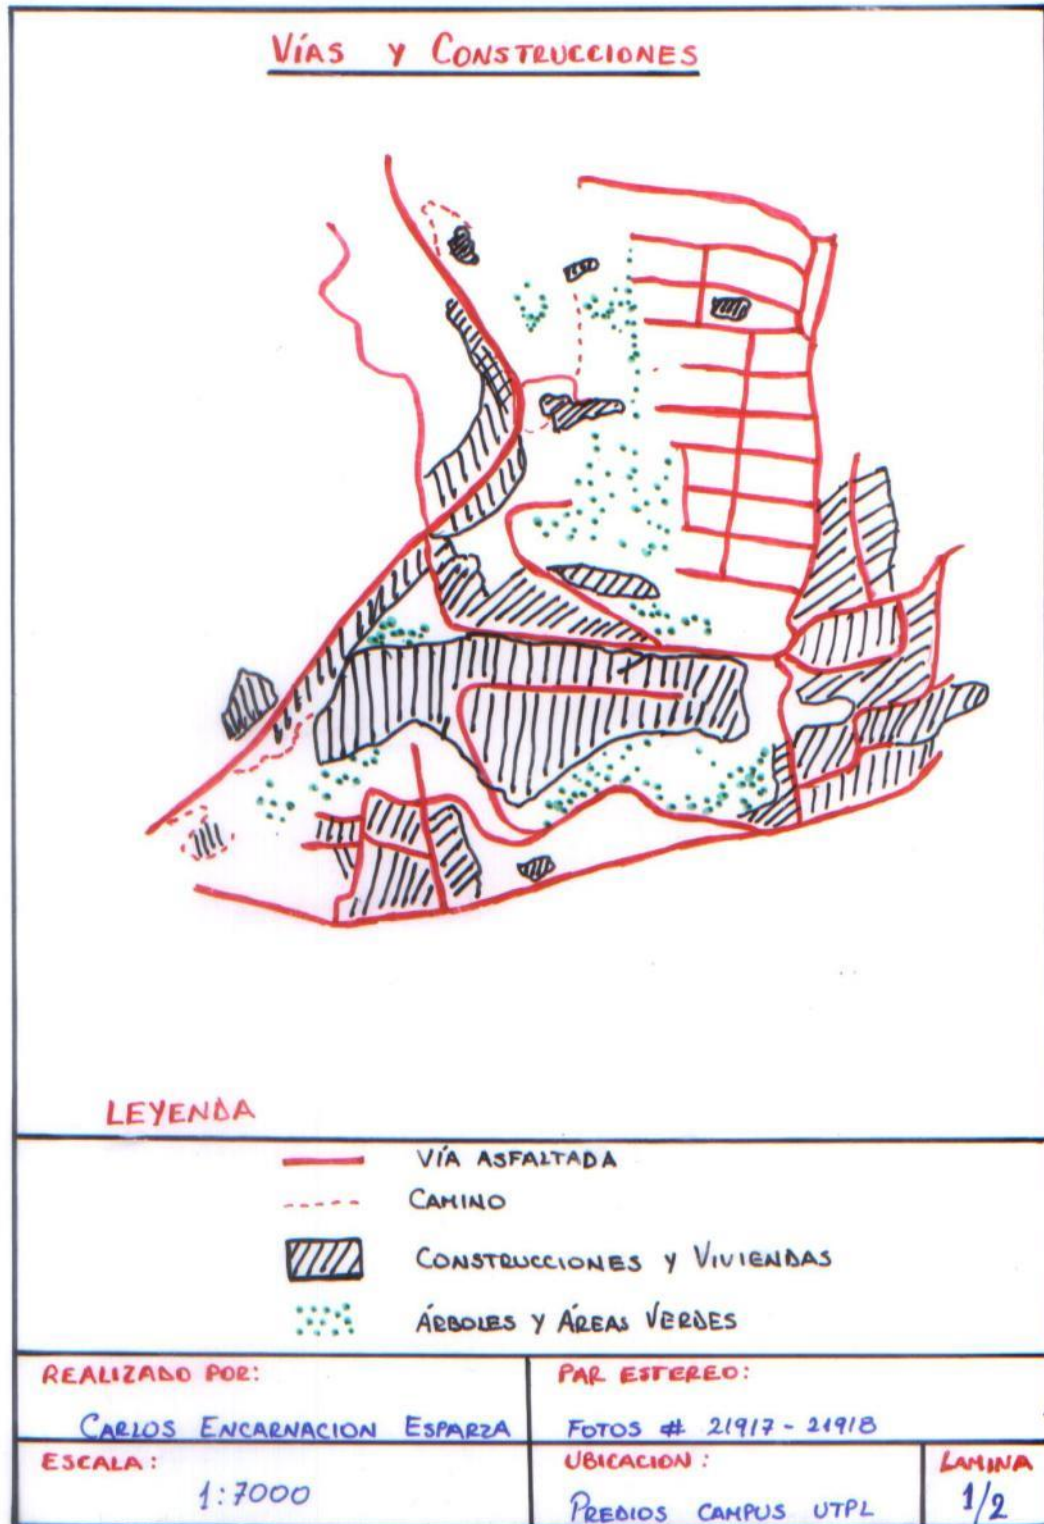 VÍAS Y CONSTRUCCIONES
LEYENDA
VÍA ASFALTADA
CAMINO
CONSTRUCCIONES Y VIVIENDAS
ÁRBOLES Y ÁREAS VERDES
REALIZADO POR:
CARLOS ENCARNACION ESPARZA
PAR ESTEREO:
FOTOS # 21917 - 21918
ESCALA:
1:7000
UBICACION:
PREDIOS CAMPUS UTPL
LAMINA
1/2